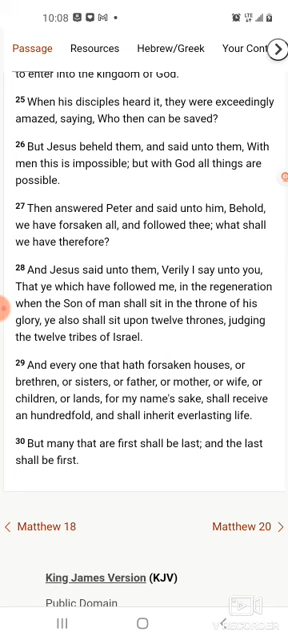 10:08
LTE
Passage Resources Hebrew/Greek Your Cont
to enter into the kingdom of God.
25 When his disciples heard it, they were exceedingly
amazed, saying, Who then can be saved?
26 But Jesus beheld them, and said unto them, With
men this is impossible; but with God all things are
possible.
27 Then answered Peter and said unto him, Behold,
we have forsaken all, and followed thee; what shall
we have therefore?
28 And Jesus said unto them, Verily I say unto you,
That ye which have followed me, in the regeneration
when the Son of man shall sit in the throne of his
glory, ye also shall sit upon twelve thrones, judging
the twelve tribes of Israel.
29 And every one that hath forsaken houses, or
brethren, or sisters, or father, or mother, or wife, or
children, or lands, for my name's sake, shall receive
an hundredfold, and shall inherit everlasting life.
30 But many that are first shall be last; and the last
shall be first.
Matthew 18 Matthew 20
King James Version (KJV)
Public Domain
RECORDER